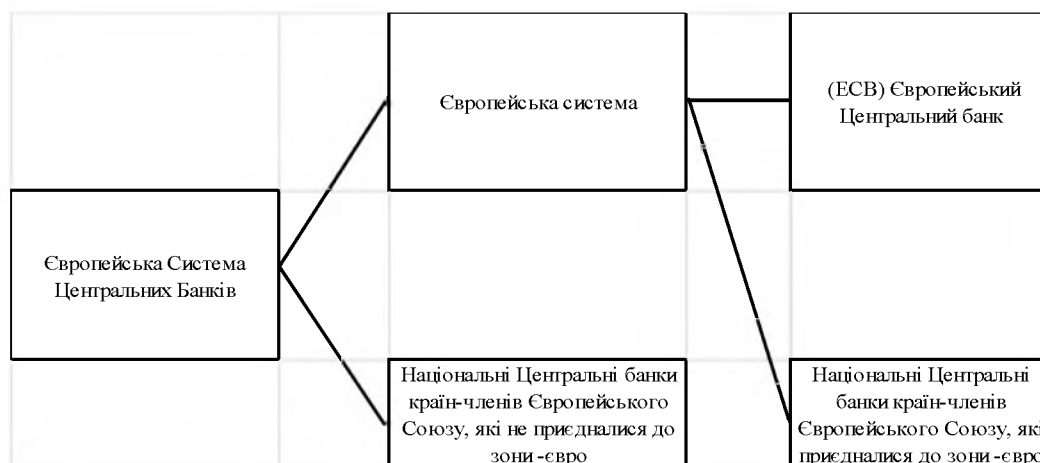 Європейська система
(ЕСВ) Європейський
Центральний банк
Європейська Система
Центральних Банків
Національні Центральні банки
країн-членів Європейського
Союзу, які не приєдналися до
зони -євро
Національні Центральні
банки країн-членів
Європейського Союзу, які
приєдналися до зони -євро